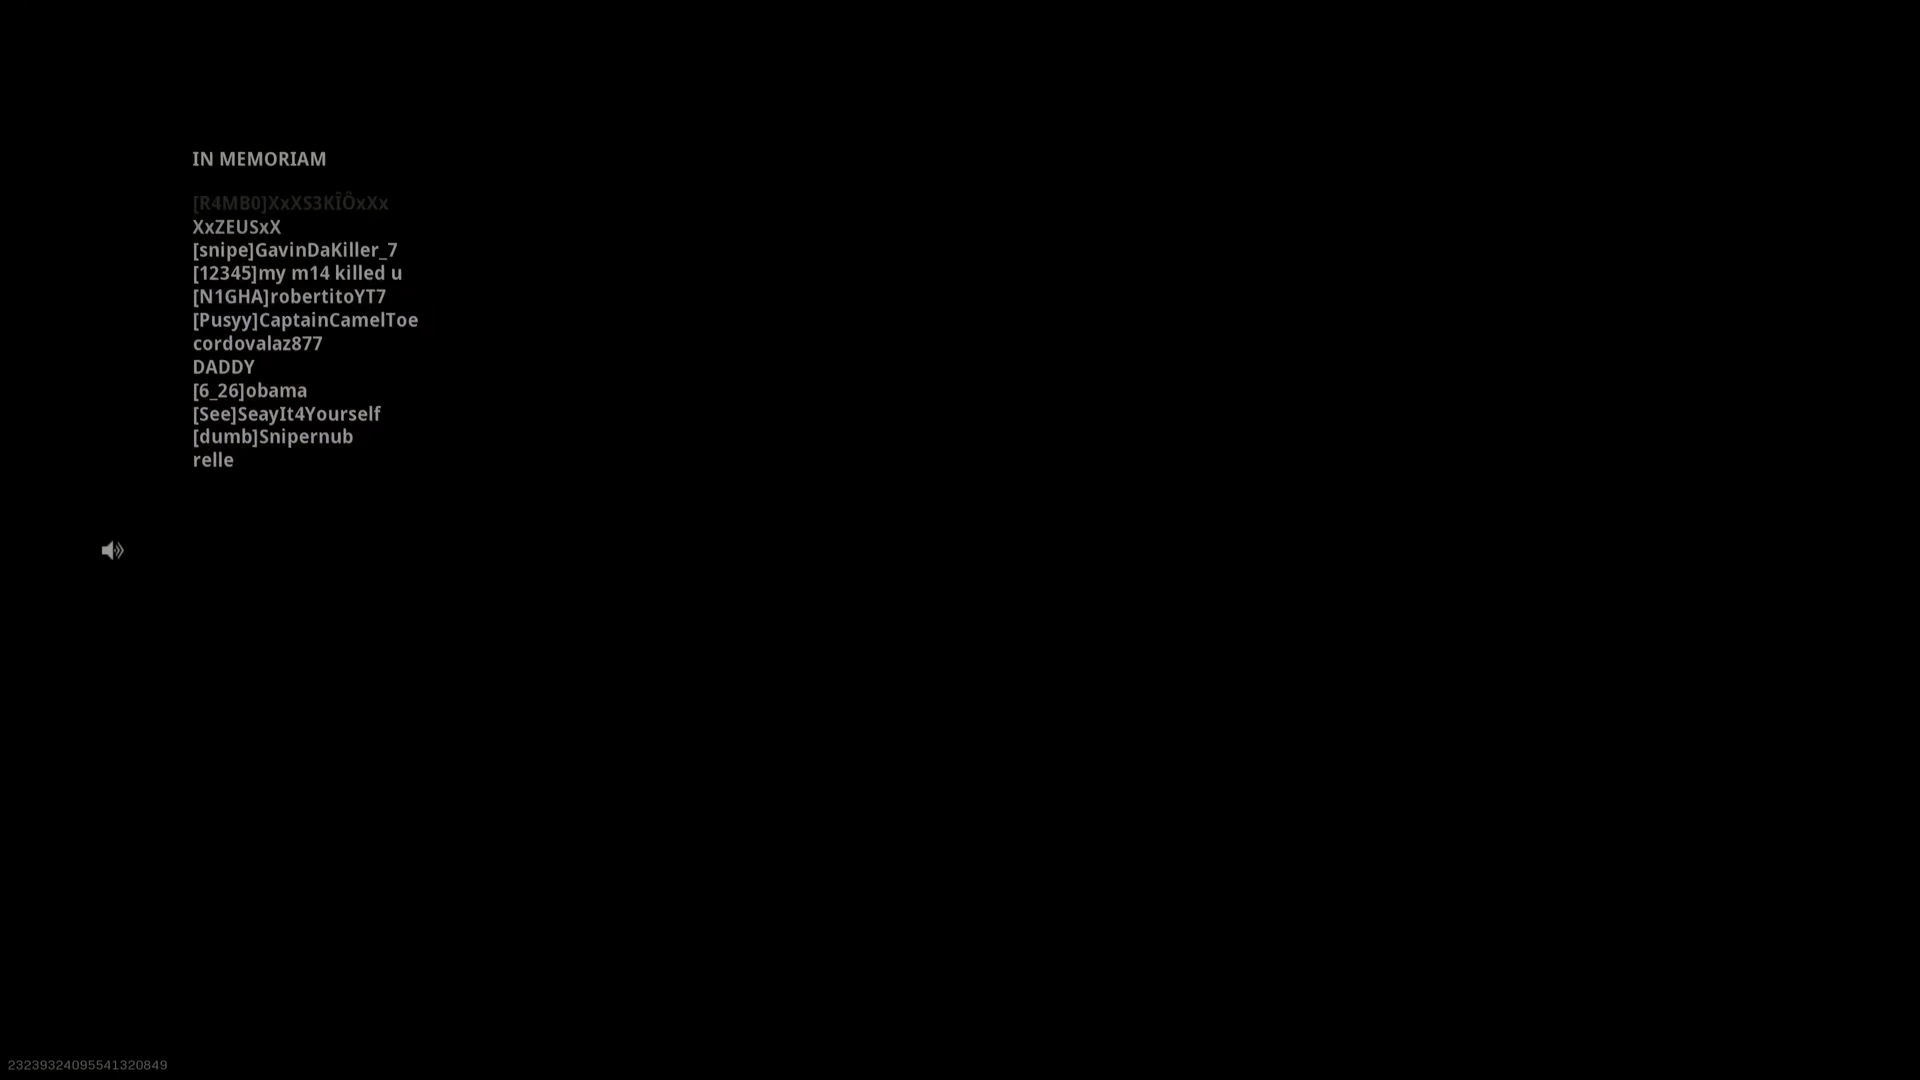 IN MEMORIAM
[R4MB0]XxXS3KÏÔxXx
XxZEUSxX
[snipe]GavinDaKiller_7
[12345]my m14 killed u
[N1GHA]robertitoYT7
[Pusyy]CaptainCamelToe
cordovalaz877
DADDY
[6_26]obama
[See]SeayIt4Yourself
[dumb]Snipernub
relle
23239324095541320849